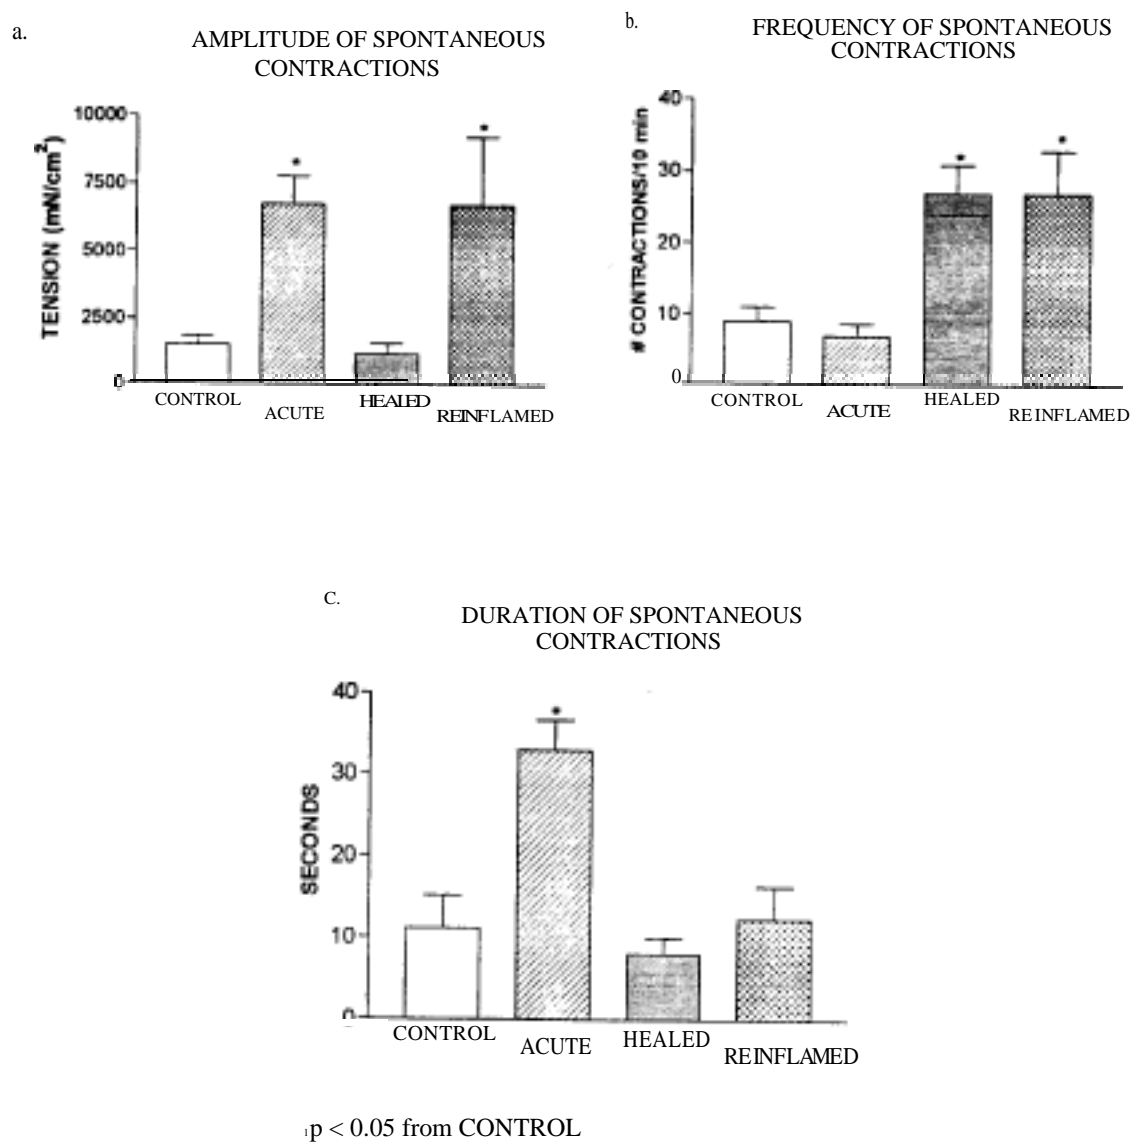 a.
AMPLITUDE OF SPONTANEOUS
CONTRACTIONS
TENSION (mN/cm²)
10000
7500
5000
2500
0
*
*
CONTROL
ACUTE
HEALED
REINFLAMED
b.
FREQUENCY OF SPONTANEOUS
CONTRACTIONS
# CONTRACTIONS/10 min
40
30
20
10
0
*
*
CONTROL
ACUTE
HEALED
REINFLAMED
C.
DURATION OF SPONTANEOUS
CONTRACTIONS
SECONDS
40
30
20
10
0
*
CONTROL
ACUTE
HEALED
REINFLAMED
p < 0.05 from CONTROL